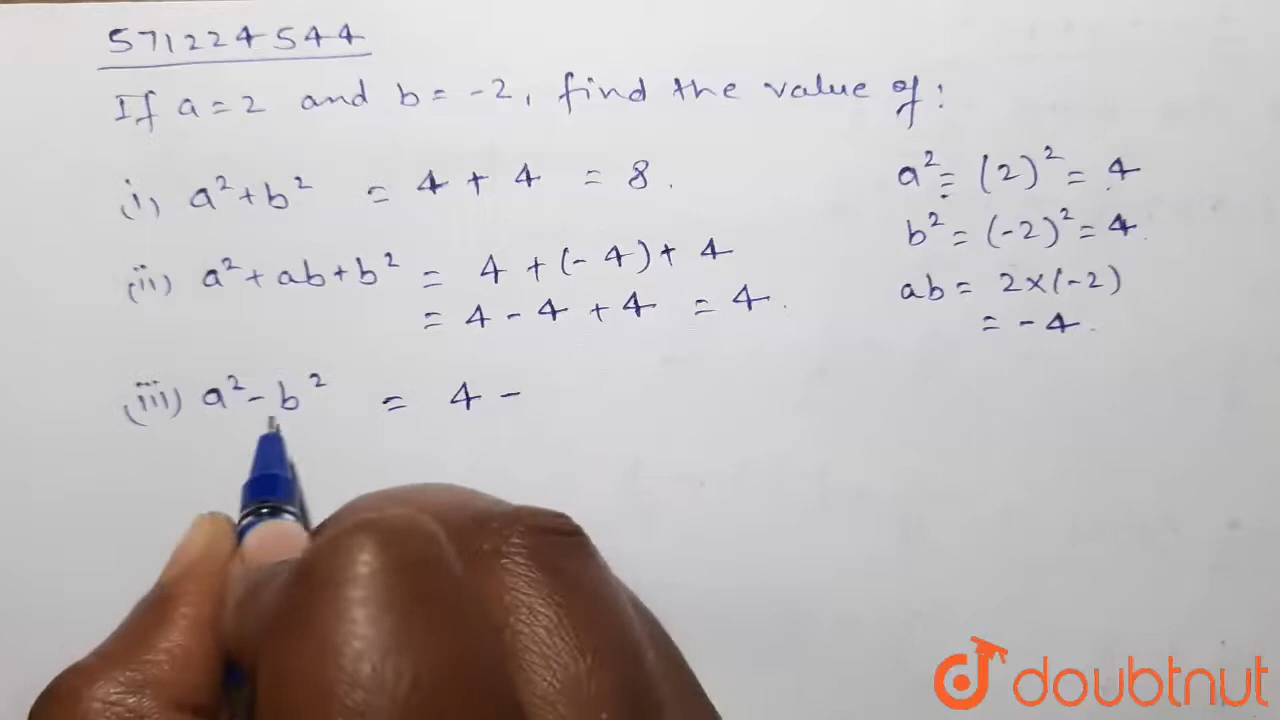 571224544
If a = 2 and b = -2, find the value of :
(i) a² + b² = 4 + 4 = 8.
(ii) a² + ab + b² = 4 + (-4) + 4
= 4 - 4 + 4 = 4.
(iii) a² - b² = 4 -
a² = (2)² = 4
b² = (-2)² = 4.
ab = 2×(-2)
= -4.
doubtnut